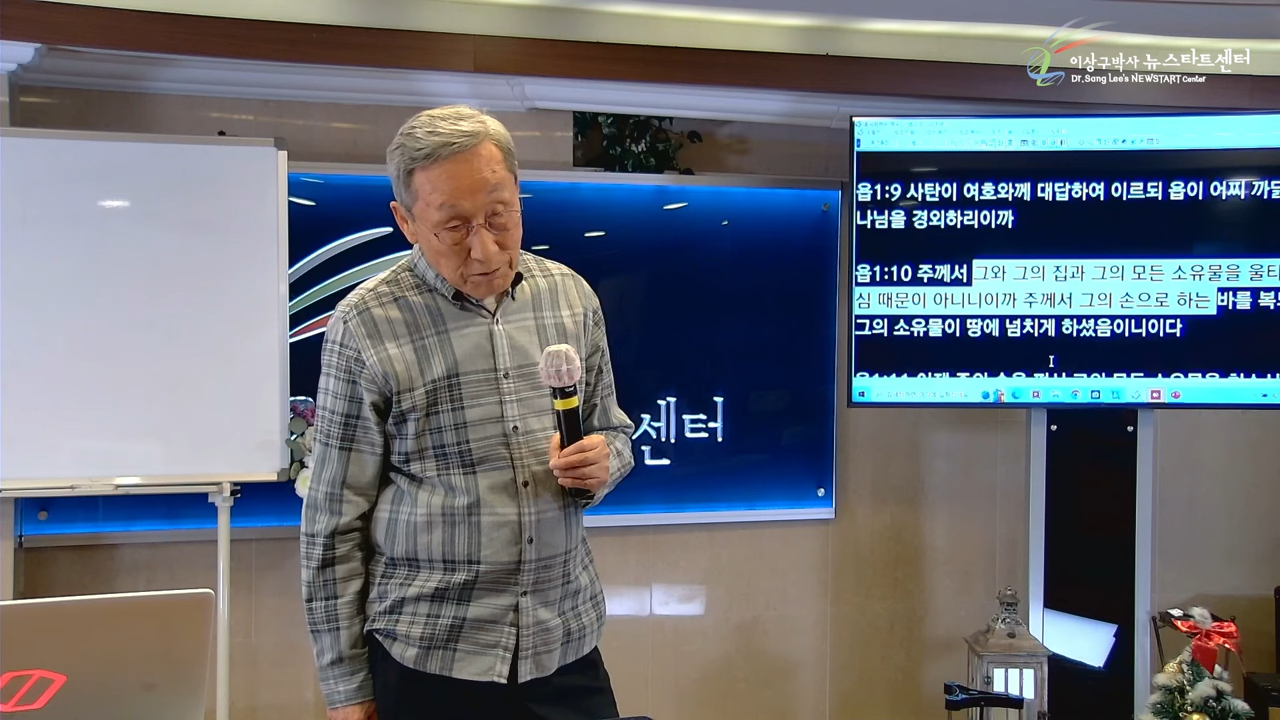 이상구박사 뉴스타트센터
Dr. Sang Lee's NEWSTART Center
욥1:9 사탄이 여호와께 대답하여 이르되 욥이 어찌
나님을 경외하리이까
욥1:10 주께서 그와 그의 집과 그의 모든 소유물을
심 때문이 아니니이까 주께서 그의 손으로 하는 바를
그의 소유물이 땅에 넘치게 하셨음이니이다
센터